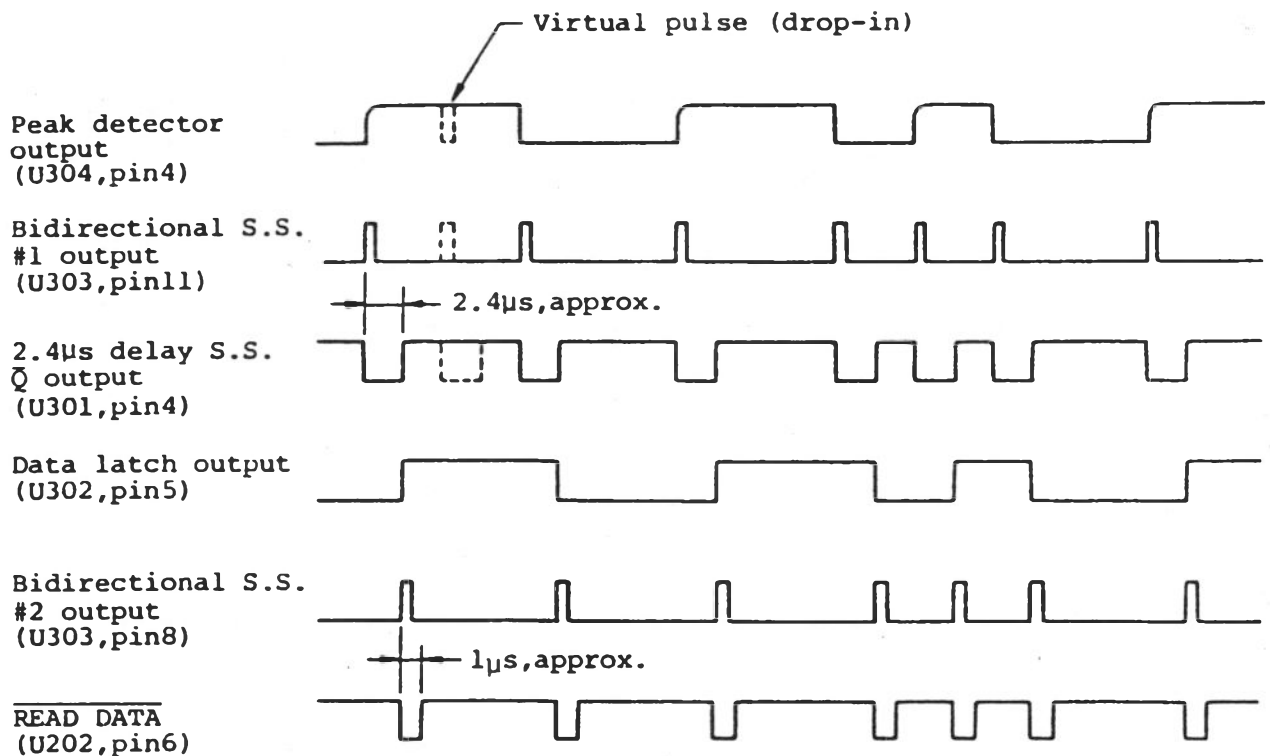 Virtual pulse (drop-in)
Peak detector
output
(U304,pin4)
Bidirectional S.S.
#1 output
(U303,pin11)
2.4μs,approx.
2.4μs delay S.S.
Q̄ output
(U301,pin4)
Data latch output
(U302,pin5)
Bidirectional S.S.
#2 output
(U303,pin8)
1μs,approx.
READ DATA
(U202,pin6)